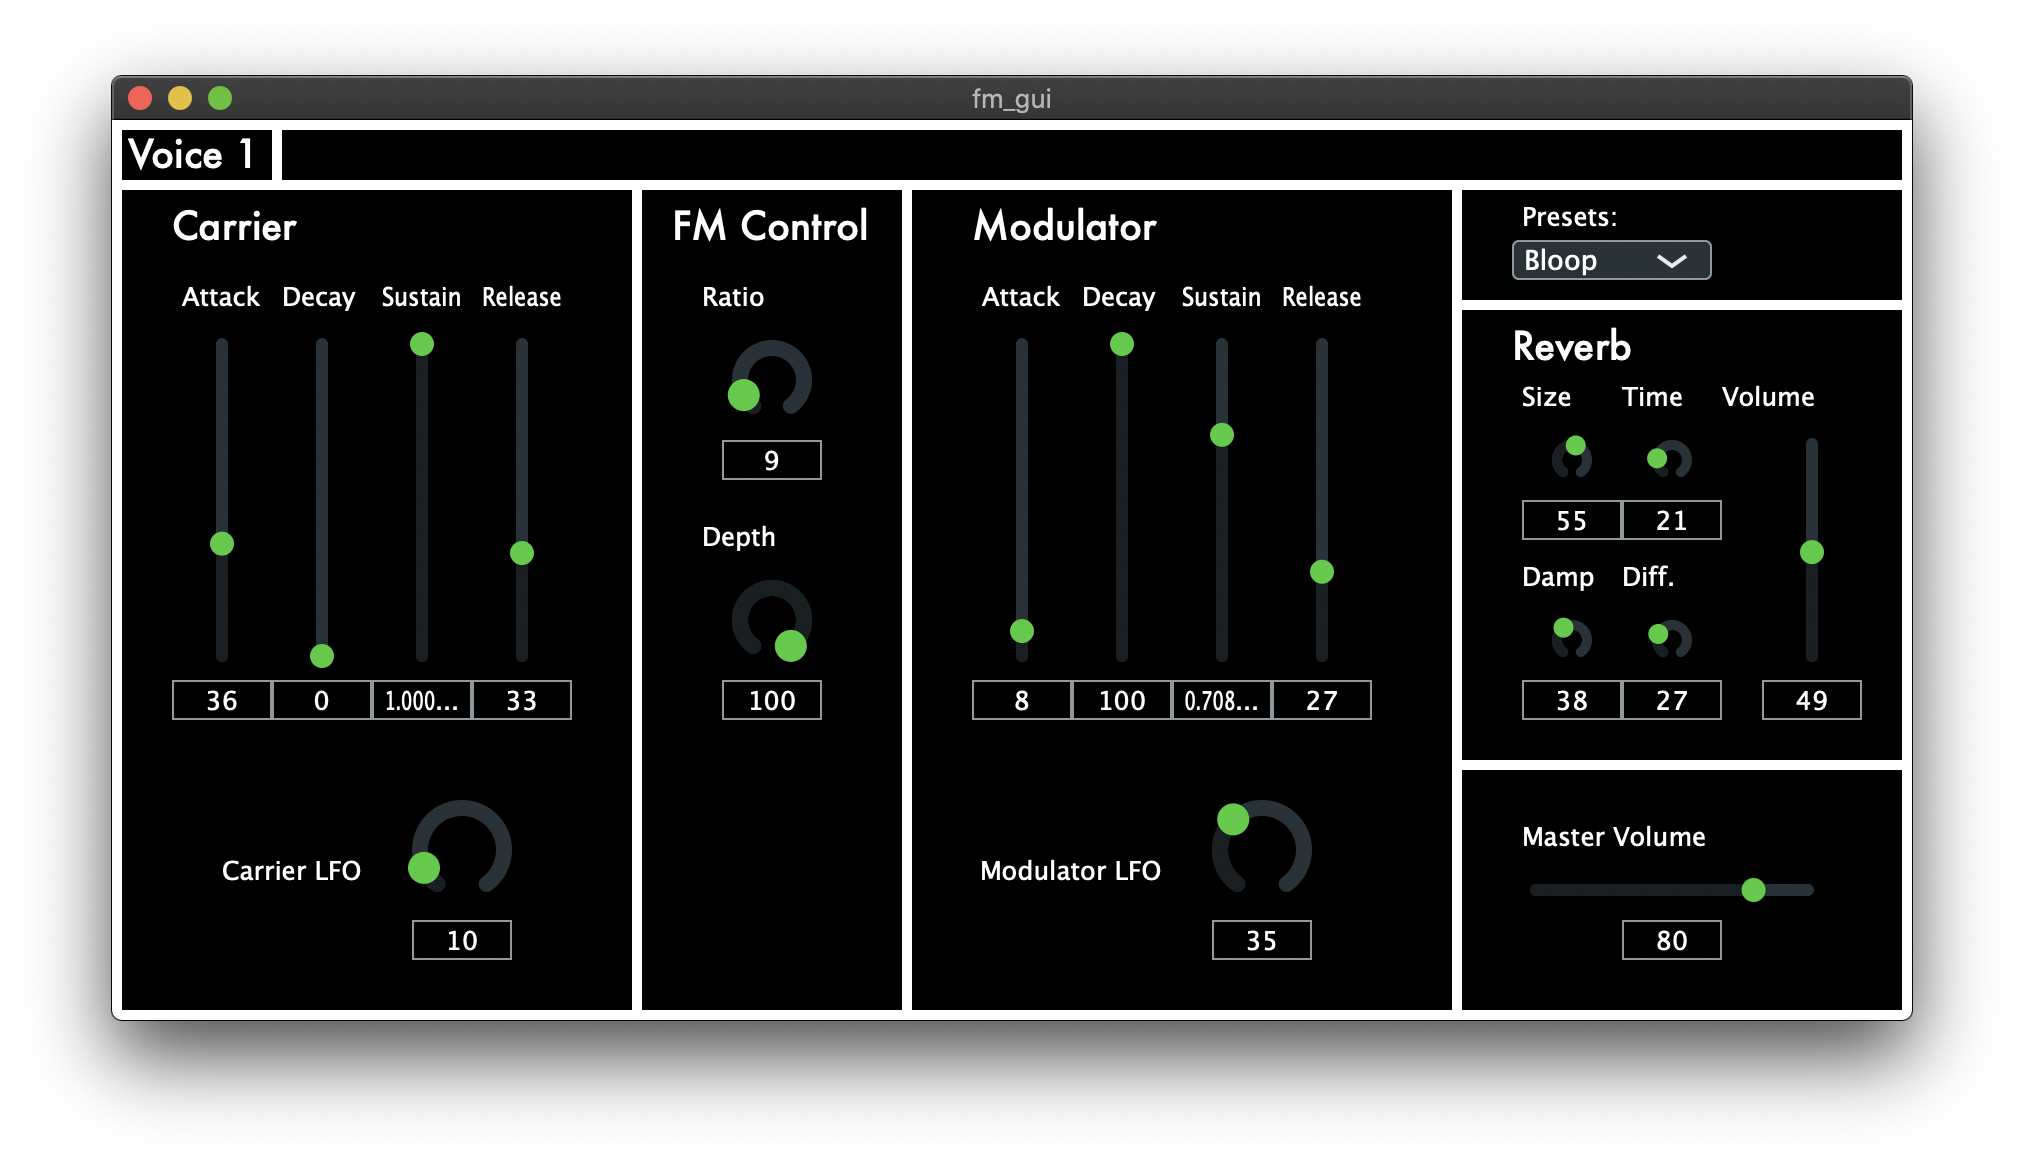 fm_gui
Voice 1
Carrier
Attack Decay Sustain Release
36 0 1.000... 33
Carrier LFO
10
FM Control
Ratio
9
Depth
100
Modulator
Attack Decay Sustain Release
8 100 0.708... 27
Modulator LFO
35
Presets:
Bloop
Reverb
Size Time Volume
55 21
Damp Diff.
38 27 49
Master Volume
80